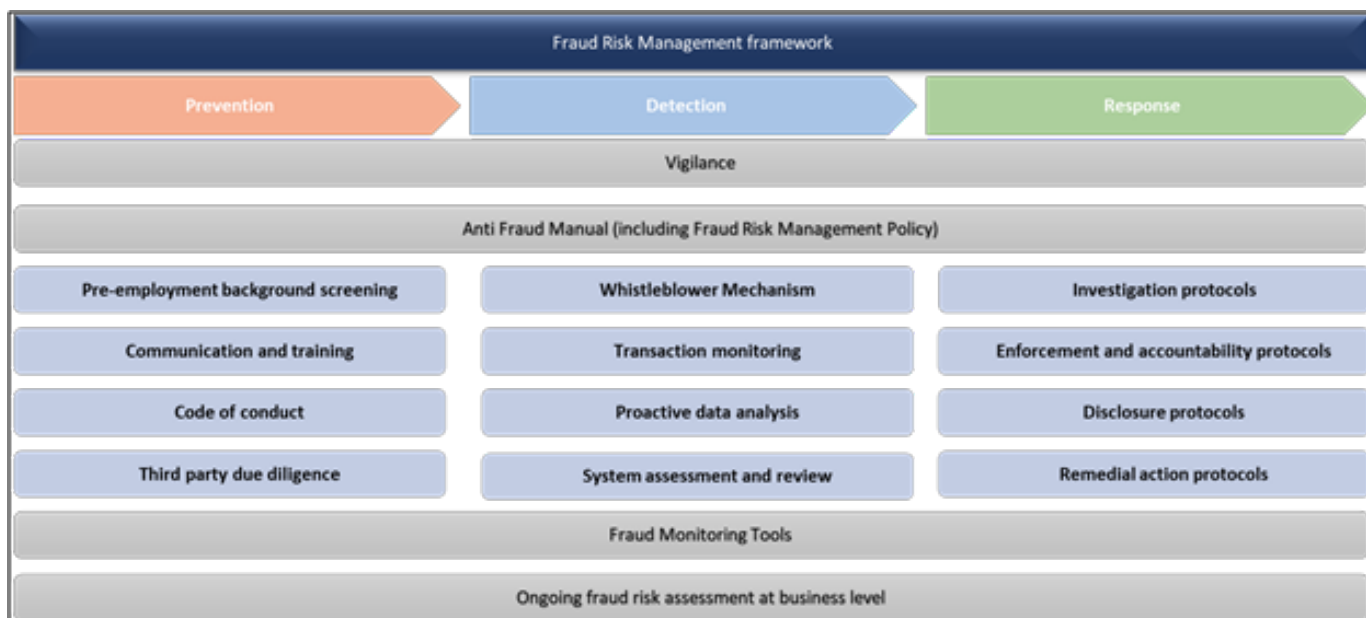 Fraud Risk Management framework
Prevention
Detection
Response
Vigilance
Anti Fraud Manual (including Fraud Risk Management Policy)
Pre-employment background screening
Whistleblower Mechanism
Investigation protocols
Communication and training
Transaction monitoring
Enforcement and accountability protocols
Code of conduct
Proactive data analysis
Disclosure protocols
Third party due diligence
System assessment and review
Remedial action protocols
Fraud Monitoring Tools
Ongoing fraud risk assessment at business level